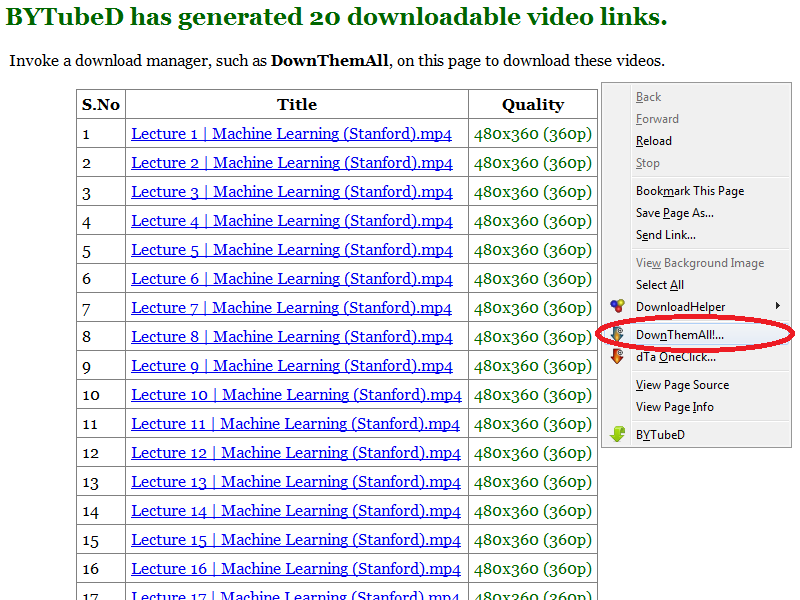 BYTubeD has generated 20 downloadable video links.
Invoke a download manager, such as DownThemAll, on this page to download these videos.
S.No Title Quality
1 Lecture 1 | Machine Learning (Stanford).mp4 480x360 (360p)
2 Lecture 2 | Machine Learning (Stanford).mp4 480x360 (360p)
3 Lecture 3 | Machine Learning (Stanford).mp4 480x360 (360p)
4 Lecture 4 | Machine Learning (Stanford).mp4 480x360 (360p)
5 Lecture 5 | Machine Learning (Stanford).mp4 480x360 (360p)
6 Lecture 6 | Machine Learning (Stanford).mp4 480x360 (360p)
7 Lecture 7 | Machine Learning (Stanford).mp4 480x360 (360p)
8 Lecture 8 | Machine Learning (Stanford).mp4 480x360 (360p)
9 Lecture 9 | Machine Learning (Stanford).mp4 480x360 (360p)
10 Lecture 10 | Machine Learning (Stanford).mp4 480x360 (360p)
11 Lecture 11 | Machine Learning (Stanford).mp4 480x360 (360p)
12 Lecture 12 | Machine Learning (Stanford).mp4 480x360 (360p)
13 Lecture 13 | Machine Learning (Stanford).mp4 480x360 (360p)
14 Lecture 14 | Machine Learning (Stanford).mp4 480x360 (360p)
15 Lecture 15 | Machine Learning (Stanford).mp4 480x360 (360p)
16 Lecture 16 | Machine Learning (Stanford).mp4 480x360 (360p)
17 Lecture 17 | Machine Learning (Stanford).mp4 480x360 (360p)
Back
Forward
Reload
Stop
Bookmark This Page
Save Page As...
Send Link...
View Background Image
Select All
DownloadHelper
DownThemAll!...
dTa OneClick...
View Page Source
View Page Info
BYTubeD